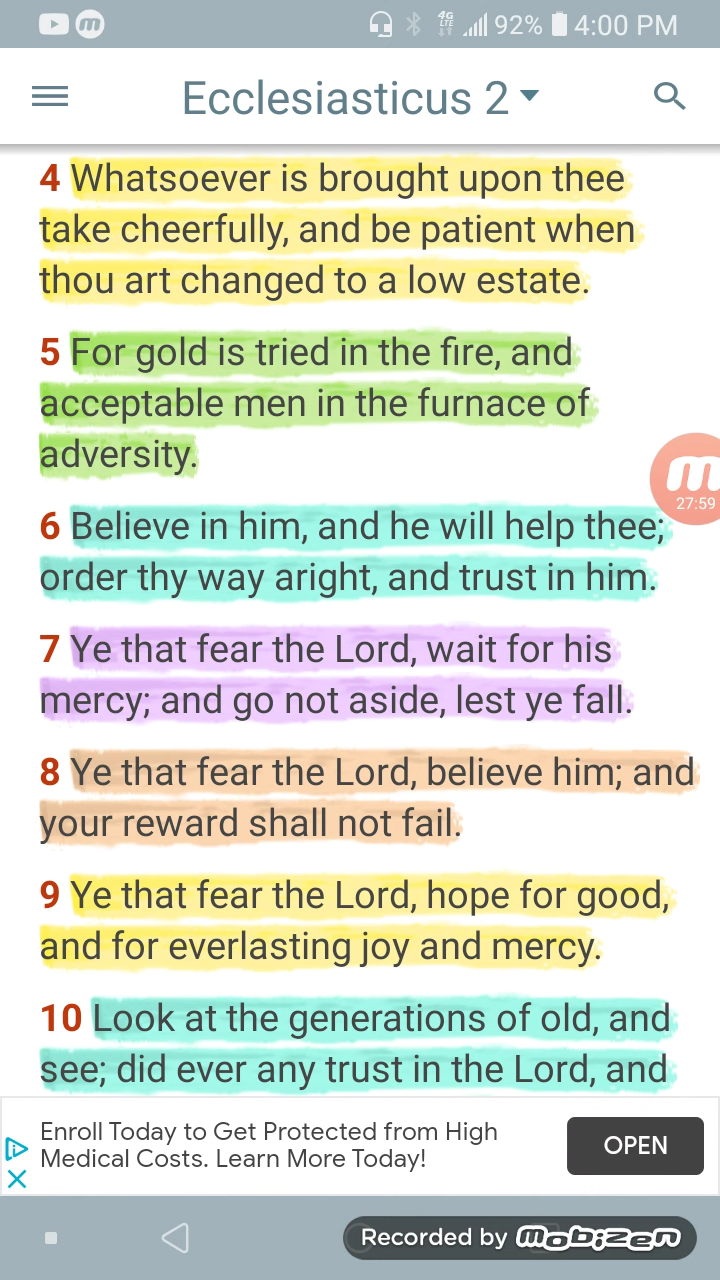 4G LTE 92% 4:00 PM
Ecclesiasticus 2
4 Whatsoever is brought upon thee
take cheerfully, and be patient when
thou art changed to a low estate.
5 For gold is tried in the fire, and
acceptable men in the furnace of
adversity.
6 Believe in him, and he will help thee;
order thy way aright, and trust in him.
7 Ye that fear the Lord, wait for his
mercy; and go not aside, lest ye fall.
8 Ye that fear the Lord, believe him; and
your reward shall not fail.
9 Ye that fear the Lord, hope for good,
and for everlasting joy and mercy.
10 Look at the generations of old, and
see; did ever any trust in the Lord, and
m
27:59
Enroll Today to Get Protected from High
Medical Costs. Learn More Today!
OPEN
Recorded by mobizen